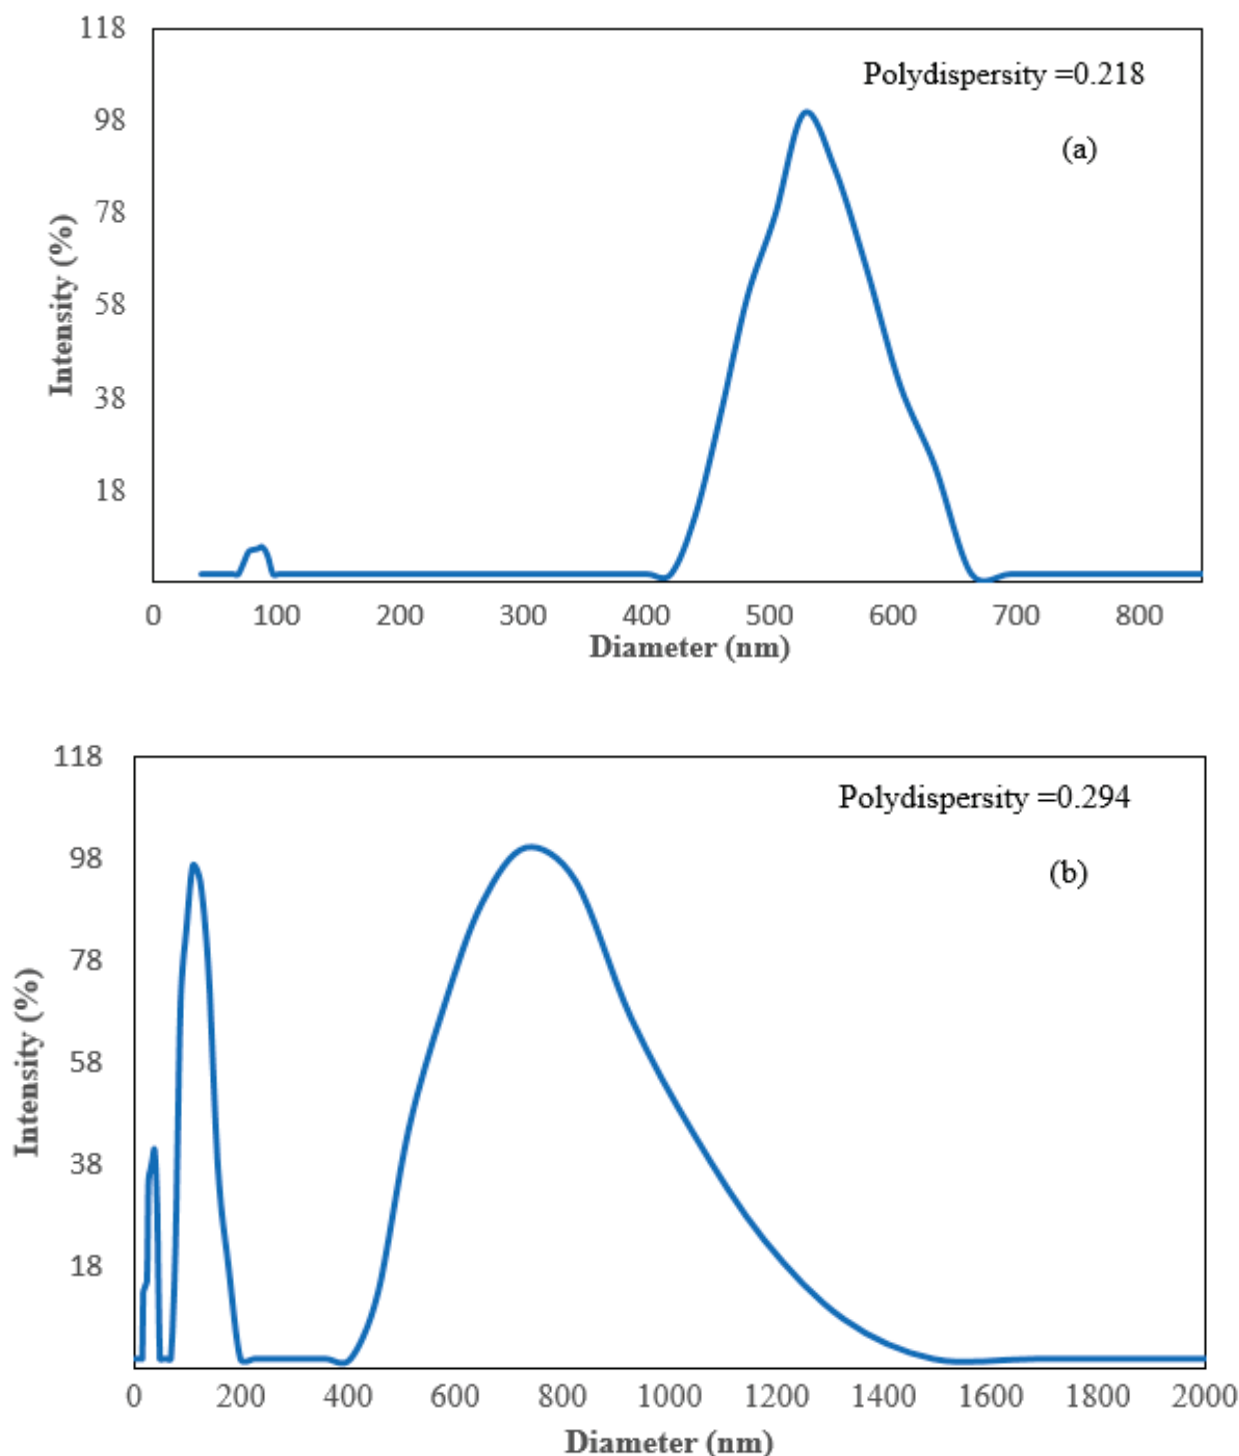 118
Polydispersity =0.218
98
(a)
78
58
38
18
Intensity (%)
0 100 200 300 400 500 600 700 800
Diameter (nm)
118
Polydispersity =0.294
98
(b)
78
58
38
18
Intensity (%)
0 200 400 600 800 1000 1200 1400 1600 1800 2000
Diameter (nm)